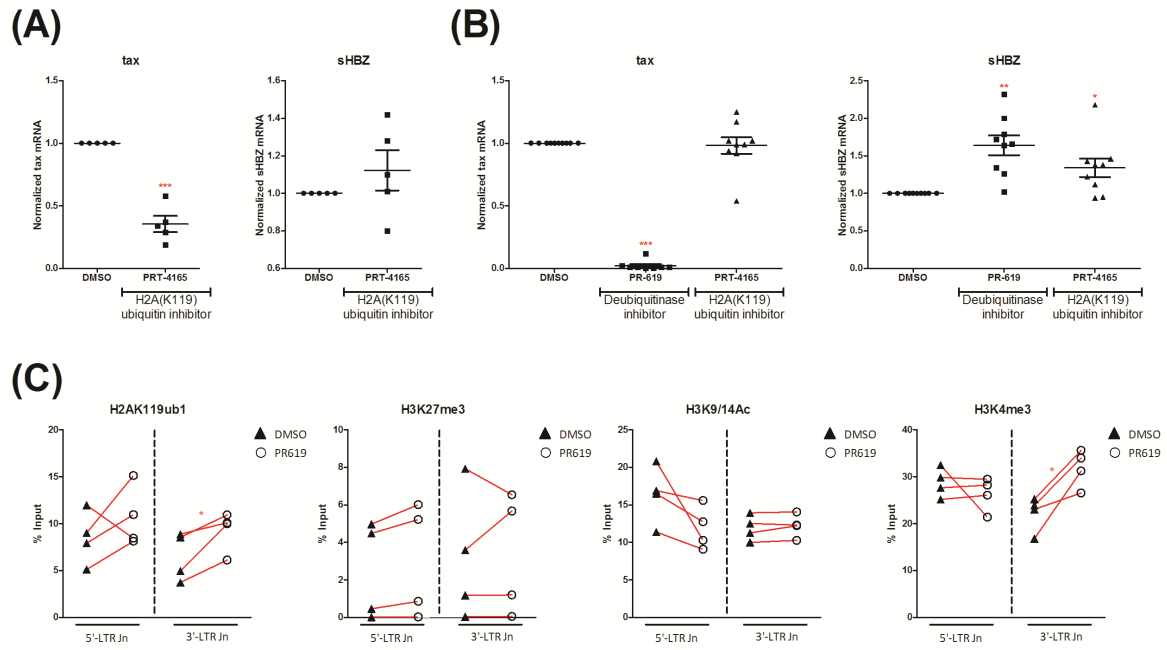 (A)
tax
Normalized tax mRNA
1.5
1.0
0.5
0.0
***
DMSO
PRT-4165
H2A(K119)
ubiquitin inhibitor
sHBZ
Normalized sHBZ mRNA
1.6
1.4
1.2
1.0
0.8
0.6
DMSO
PRT-4165
H2A(K119)
ubiquitin inhibitor
(B)
tax
Normalized tax mRNA
1.5
1.0
0.5
0.0
***
DMSO
PR-619
PRT-4165
Deubiquitinase
inhibitor
H2A(K119)
ubiquitin inhibitor
sHBZ
Normalized sHBZ mRNA
2.5
2.0
1.5
1.0
0.5
0.0
**
*
DMSO
PR-619
PRT-4165
Deubiquitinase
inhibitor
H2A(K119)
ubiquitin inhibitor
(C)
H2AK119ub1
% Input
20
15
10
5
0
*
DMSO
PR619
5'-LTR Jn
3'-LTR Jn
H3K27me3
% Input
10
8
6
4
2
0
DMSO
PR619
5'-LTR Jn
3'-LTR Jn
H3K9/14Ac
% Input
25
20
15
10
5
0
DMSO
PR619
5'-LTR Jn
3'-LTR Jn
H3K4me3
% Input
40
30
20
10
0
*
DMSO
PR619
5'-LTR Jn
3'-LTR Jn